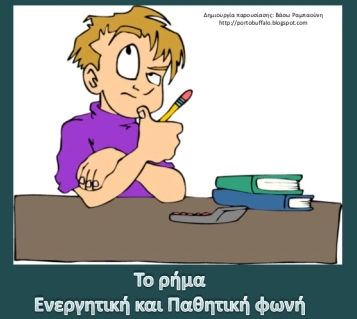 Δημιουργία παρουσίασης: Βάσω Ραμπαούνη
http://portobuffalo.blogspot.com
Το ρήμα
Ενεργητική και Παθητική φωνή